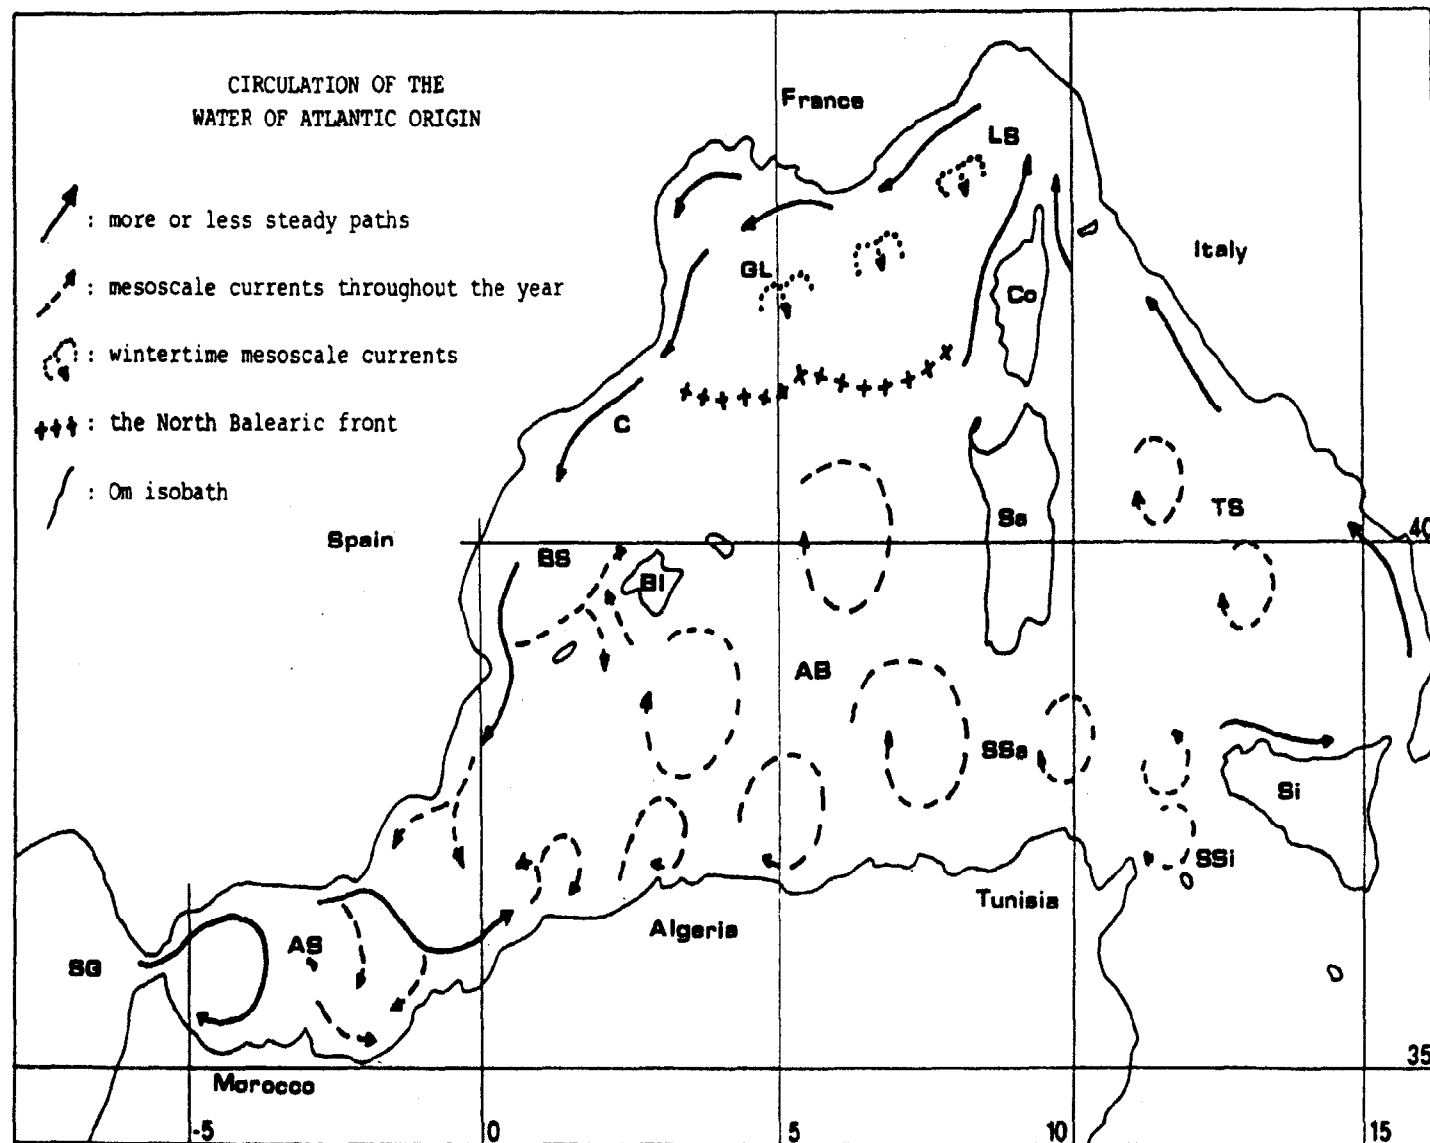 CIRCULATION OF THE
WATER OF ATLANTIC ORIGIN
: more or less steady paths
: mesoscale currents throughout the year
: wintertime mesoscale currents
: the North Balearic front
: 0m isobath
France
LS
Italy
GL
Co
C
Spain
BS
BI
Sa
TS
40
AB
SSa
Si
SSi
Tunisia
Algeria
AS
SG
Morocco
35
-5
0
5
10
15